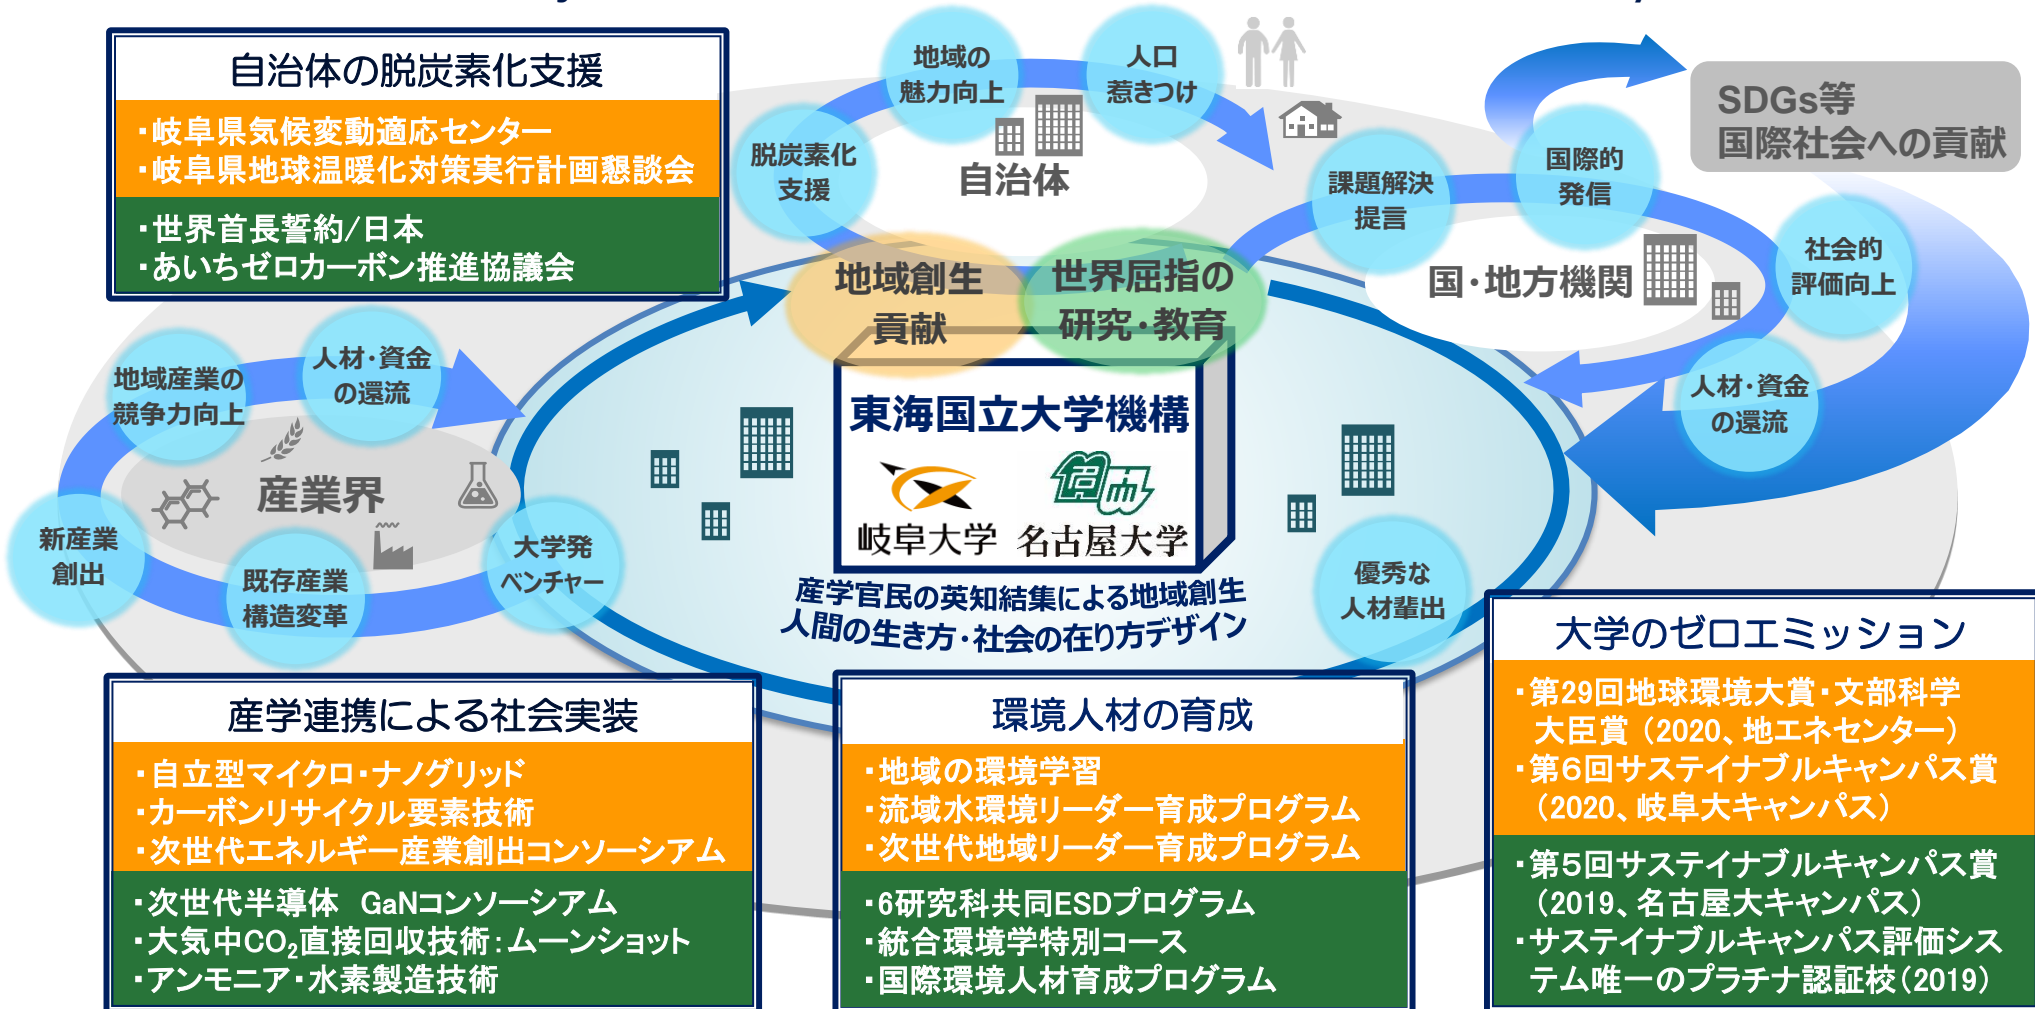 自治体の脱炭素化支援
・岐阜県気候変動適応センター
・岐阜県地球温暖化対策実行計画懇談会
・世界首長誓約/日本
・あいちゼロカーボン推進協議会
地域の
魅力向上
人口
惹きつけ
脱炭素化
支援
自治体
SDGs等
国際社会への貢献
課題解決
提言
国際的
発信
社会的
評価向上
国・地方機関
人材・資金
の還流
地域創生
貢献
世界屈指の
研究・教育
地域産業の
競争力向上
人材・資金
の還流
産業界
新産業
創出
既存産業
構造変革
大学発
ベンチャー
東海国立大学機構
岐阜大学
名古屋大学
産学官民の英知結集による地域創生
人間の生き方・社会の在り方デザイン
優秀な
人材輩出
産学連携による社会実装
・自立型マイクロ・ナノグリッド
・カーボンリサイクル要素技術
・次世代エネルギー産業創出コンソーシアム
・次世代半導体 GaNコンソーシアム
・大気中CO₂直接回収技術：ムーンショット
・アンモニア・水素製造技術
環境人材の育成
・地域の環境学習
・流域水環境リーダー育成プログラム
・次世代地域リーダー育成プログラム
・6研究科共同ESDプログラム
・統合環境学特別コース
・国際環境人材育成プログラム
大学のゼロエミッション
・第29回地球環境大賞・文部科学
大臣賞（2020、地エネセンター）
・第６回サステイナブルキャンパス賞
（2020、岐阜大キャンパス）
・第５回サステイナブルキャンパス賞
（2019、名古屋大キャンパス）
・サステイナブルキャンパス評価シス
テム唯一のプラチナ認証校（2019）